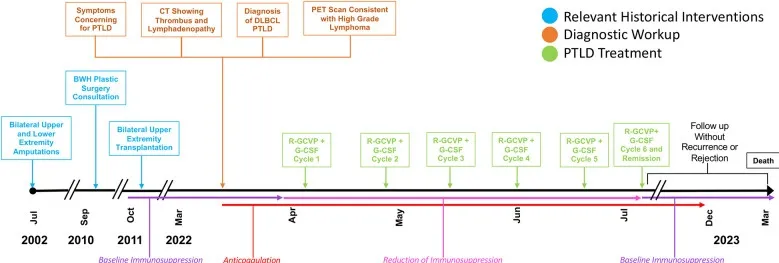 Symptoms
Concerning
for PTLD
CT Showing
Thrombus and
Lymphadenopathy
Diagnosis
of DLBCL
PTLD
PET Scan Consistent
with High Grade
Lymphoma
Relevant Historical Interventions
Diagnostic Workup
PTLD Treatment
BWH Plastic
Surgery
Consultation
Bilateral Upper
and Lower
Extremity
Amputations
Bilateral Upper
Extremity
Transplantation
R-GCVP +
G-CSF
Cycle 1
R-GCVP +
G-CSF
Cycle 2
R-GCVP +
G-CSF
Cycle 3
R-GCVP +
G-CSF
Cycle 4
R-GCVP +
G-CSF
Cycle 5
R-GCVP+
G-CSF
Cycle 6 and
Remission
Follow up
Without
Recurrence or
Rejection
Death
Jul
Sep
Oct
Mar
Apr
May
Jun
Jul
Dec
Mar
2002
2010
2011
2022
2023
Baseline Immunosuppression
Anticoagulation
Reduction of Immunosuppression
Baseline Immunosuppression